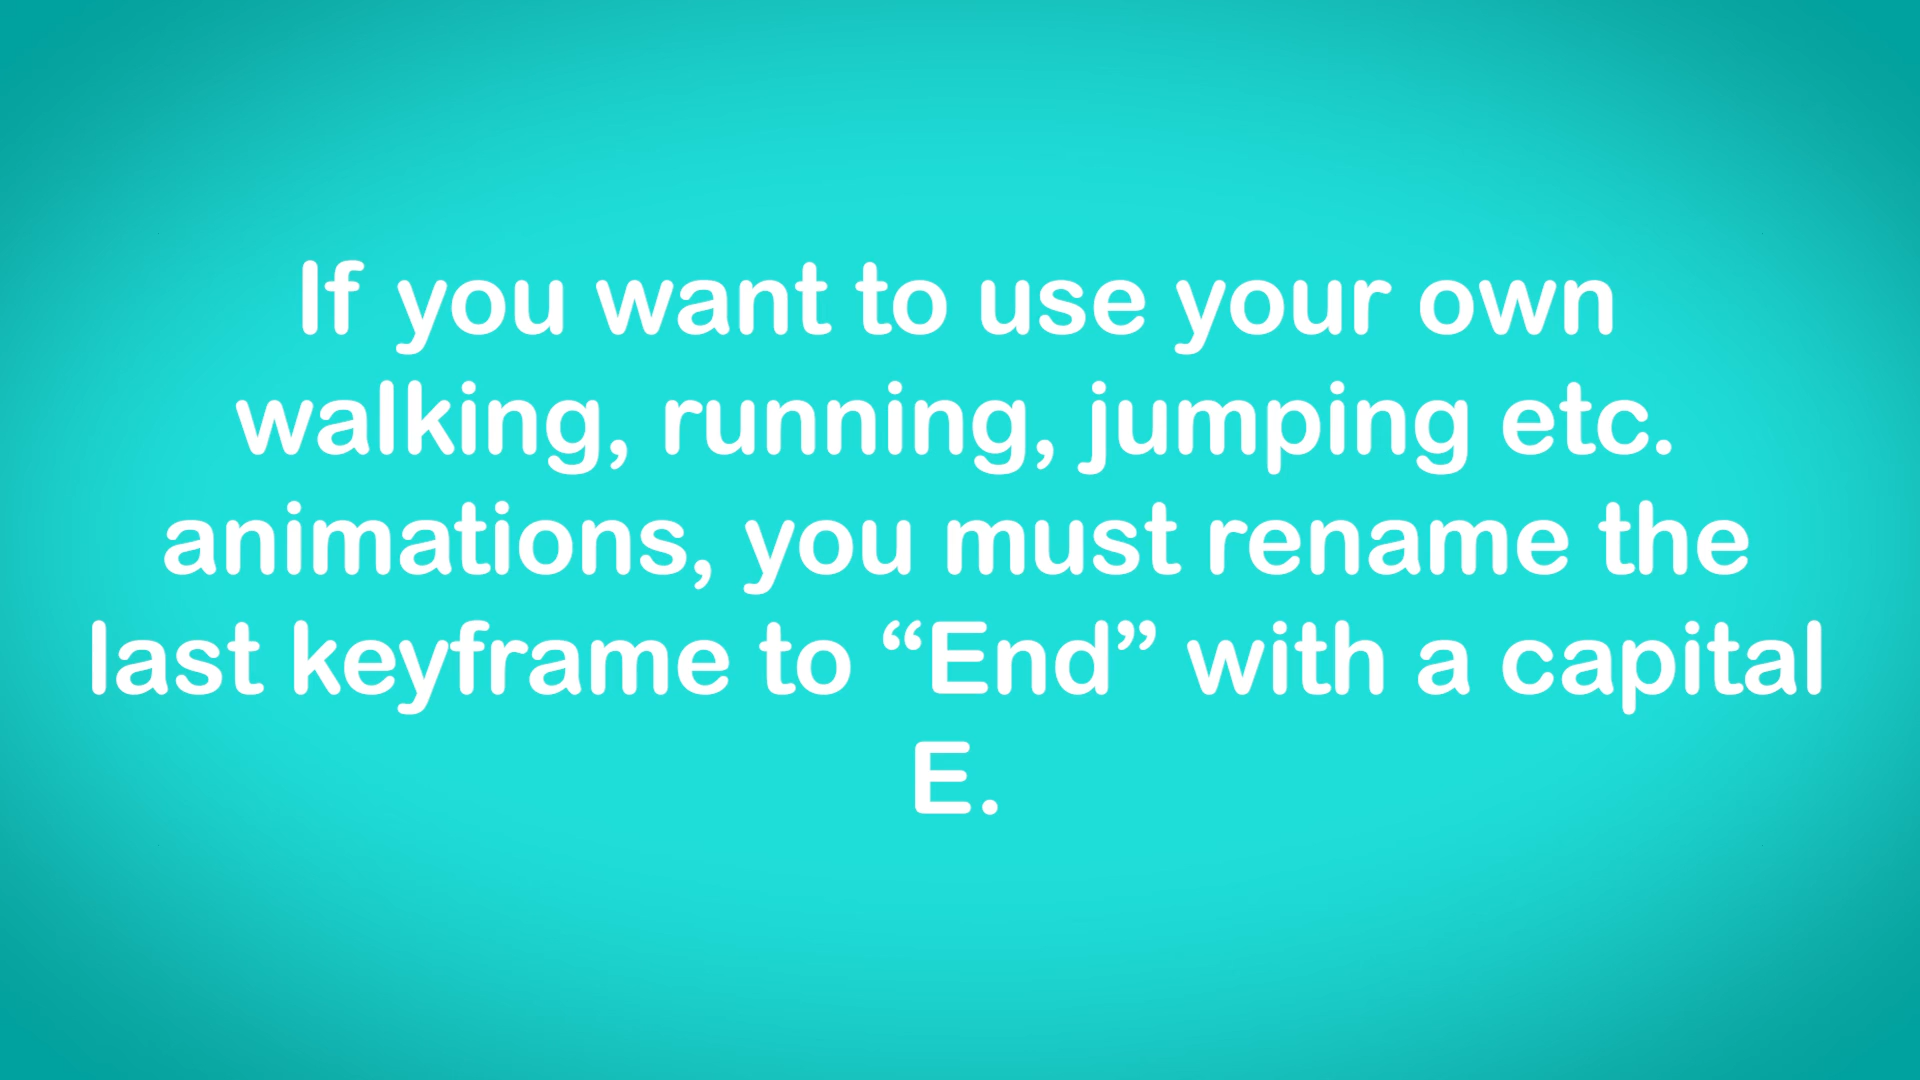 If you want to use your own
walking, running, jumping etc.
animations, you must rename the
last keyframe to “End” with a capital
E.